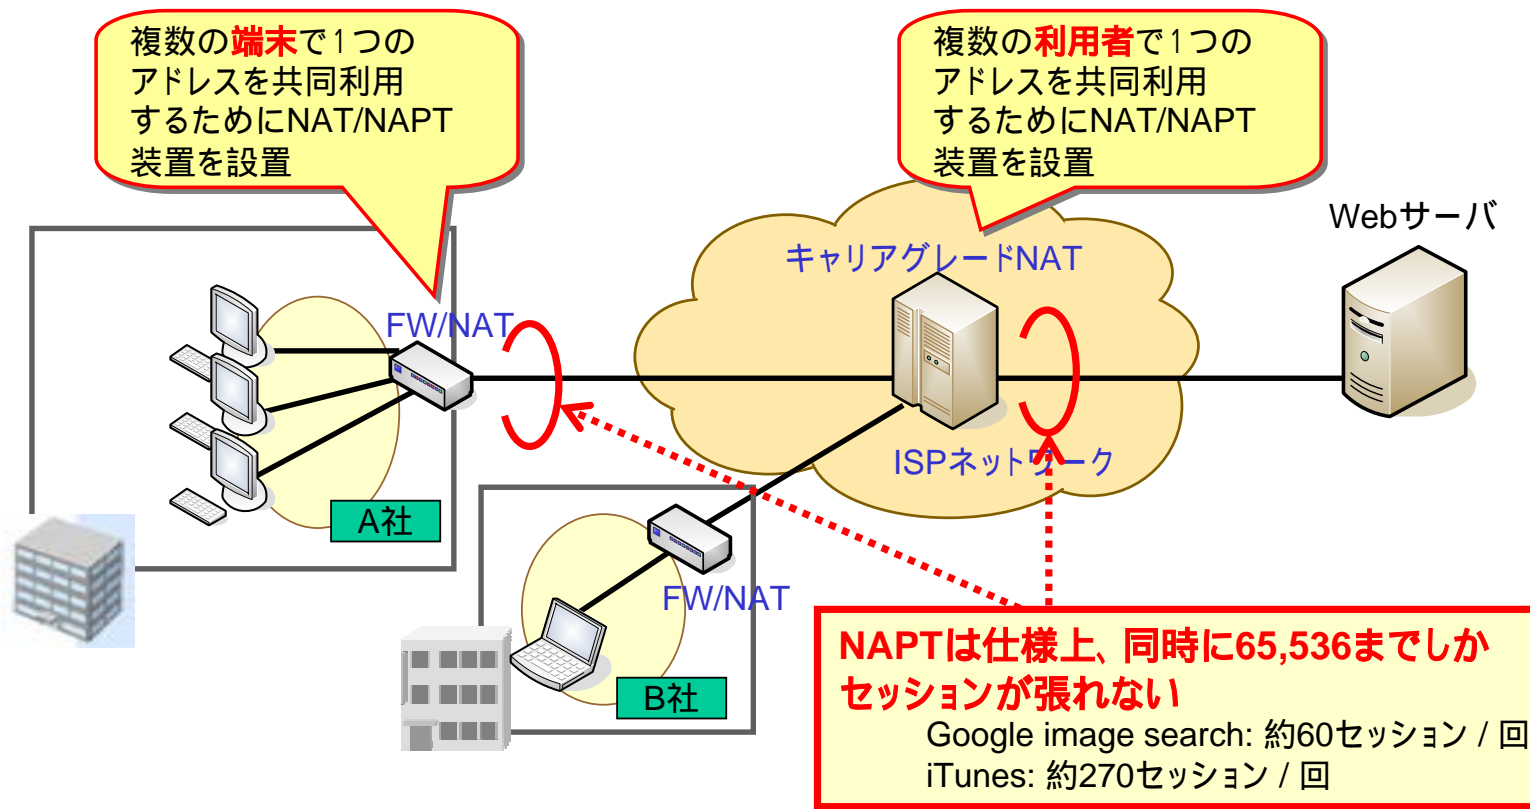 複数の端末で1つの
アドレスを共同利用
するためにNAT/NAPT
装置を設置
複数の利用者で1つの
アドレスを共同利用
するためにNAT/NAPT
装置を設置
Webサーバ
キャリアグレードNAT
FW/NAT
ISPネットワーク
A社
FW/NAT
B社
NAPTは仕様上、同時に65,536までしか
セッションが張れない
Google image search: 約60セッション / 回
iTunes: 約270セッション / 回